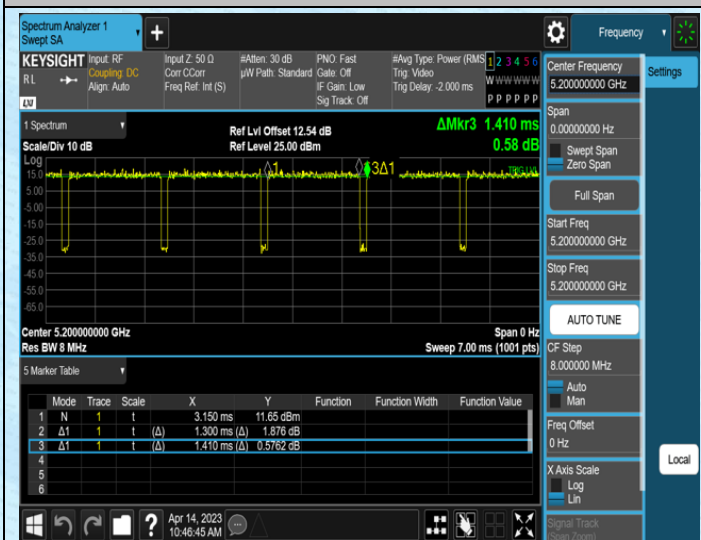 Spectrum Analyzer 1
Swept SA
+
Frequency
KEYSIGHT
RL
LXI
Input: RF
Coupling: DC
Align: Auto
Input Z: 50 Ω
Corr CCorr
Freq Ref: Int (S)
#Atten: 30 dB
µW Path: Standard
PNO: Fast
Gate: Off
IF Gain: Low
Sig Track: Off
#Avg Type: Power (RMS
Trig: Video
Trig Delay: -2.000 ms
1 2 3 4 5 6
W W W W W W
P P P P P P
1 Spectrum
Scale/Div 10 dB
Ref Lvl Offset 12.54 dB
Ref Level 25.00 dBm
ΔMkr3 1.410 ms
0.58 dB
Log
15.0
5.00
-5.00
-15.0
-25.0
-35.0
-45.0
-55.0
-65.0
1
3Δ1
TRIG LVL
Center 5.200000000 GHz
Res BW 8 MHz
Span 0 Hz
Sweep 7.00 ms (1001 pts)
5 Marker Table
Mode Trace Scale X Y Function Function Width Function Value
1 N 1 t 3.150 ms 11.65 dBm
2 Δ1 1 t (Δ) 1.300 ms (Δ) 1.876 dB
3 Δ1 1 t (Δ) 1.410 ms (Δ) 0.5762 dB
4
5
6
?
Apr 14, 2023
10:46:45 AM
Center Frequency
5.200000000 GHz
Span
0.00000000 Hz
Swept Span
Zero Span
Full Span
Start Freq
5.200000000 GHz
Stop Freq
5.200000000 GHz
AUTO TUNE
CF Step
8.000000 MHz
Auto
Man
Freq Offset
0 Hz
X Axis Scale
Log
Lin
Signal Track
(Span Zoom)
Settings
Local